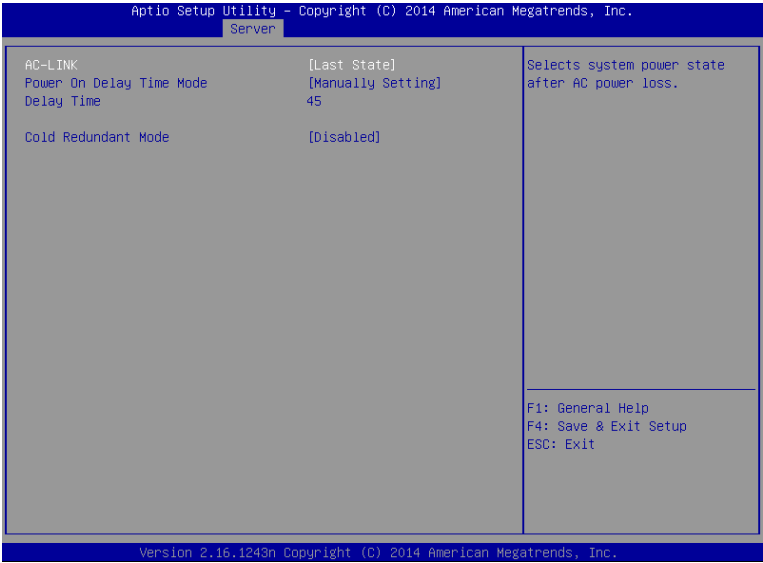 Aptio Setup Utility – Copyright (C) 2014 American Megatrends, Inc.
Server
AC-LINK [Last State]
Power On Delay Time Mode [Manually Setting]
Delay Time 45
Cold Redundant Mode [Disabled]
Selects system power state
after AC power loss.
F1: General Help
F4: Save & Exit Setup
ESC: Exit
Version 2.16.1243n Copyright (C) 2014 American Megatrends, Inc.